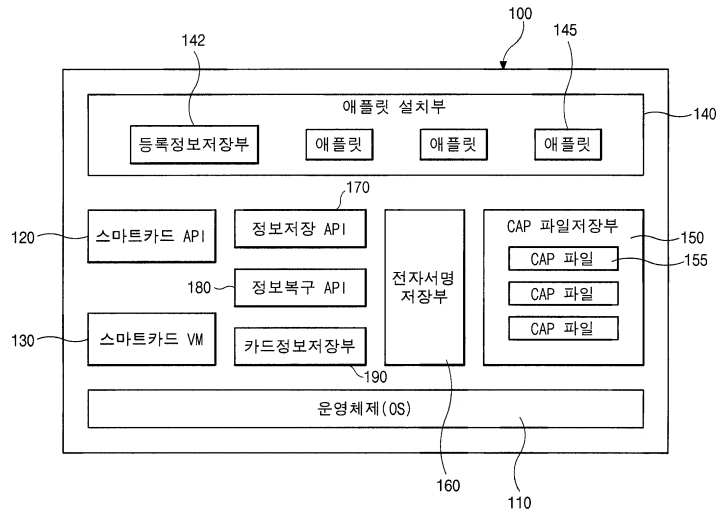 100
142
145
애플릿 설치부
140
등록정보저장부
애플릿
애플릿
애플릿
170
120
스마트카드 API
정보저장 API
전자서명
저장부
CAP 파일저장부
150
CAP 파일
155
180
정보복구 API
CAP 파일
CAP 파일
130
스마트카드 VM
카드정보저장부
190
운영체제(OS)
160
110